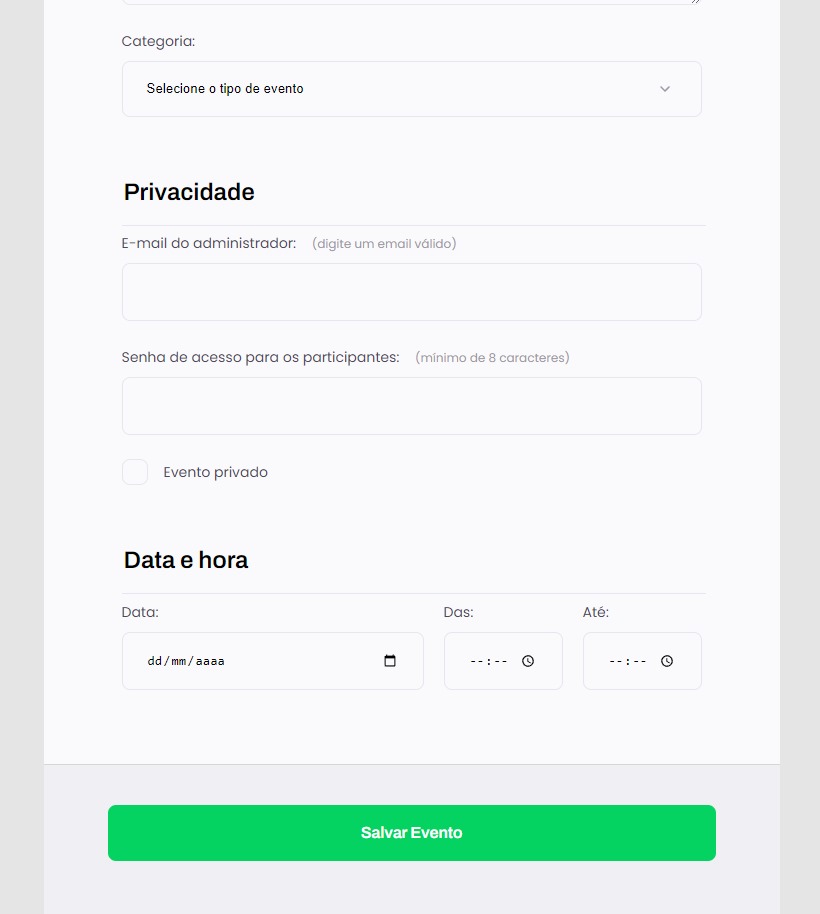 Categoria:
Selecione o tipo de evento
Privacidade
E-mail do administrador: (digite um email válido)
Senha de acesso para os participantes: (mínimo de 8 caracteres)
Evento privado
Data e hora
Data: Das: Até:
dd/mm/aaaa --:-- --:--
Salvar Evento